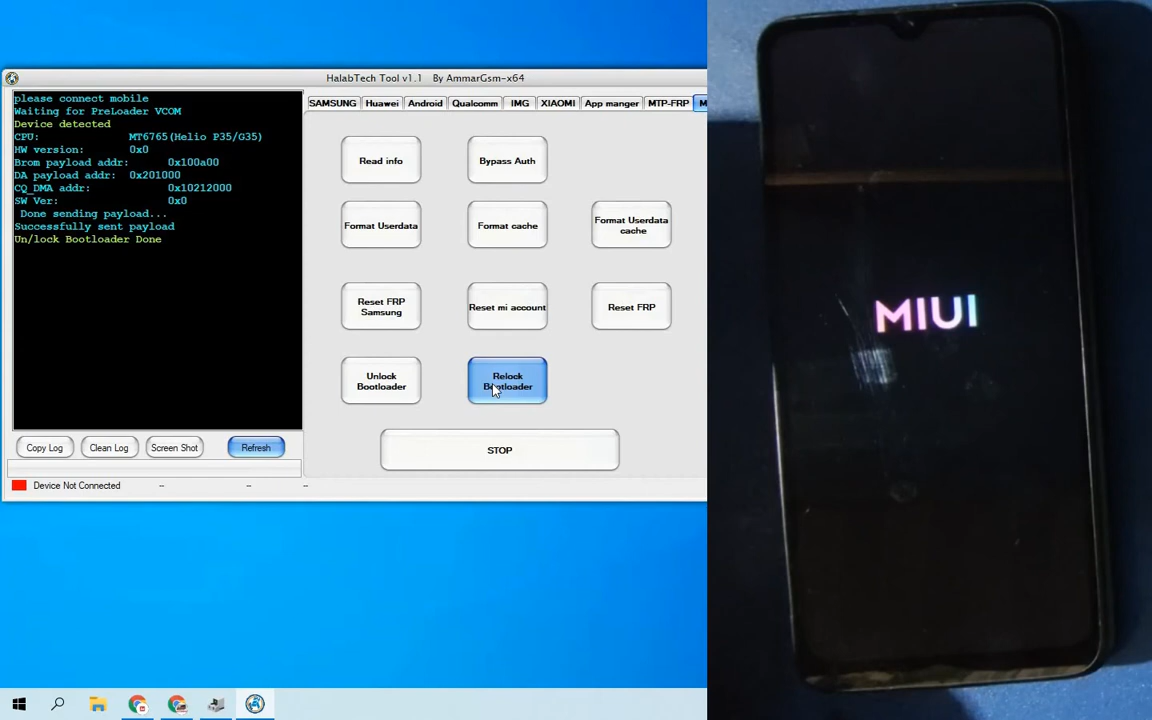 HalabTech Tool v1.1 By AmmarGsm-x64
please connect mobile
Waiting for PreLoader VCOM
Device detected
CPU: MT6765(Helio P35/G35)
HW version: 0x0
Brom payload addr: 0x100a00
DA payload addr: 0x201000
CQ_DMA addr: 0x10212000
SW Ver: 0x0
Done sending payload...
Successfully sent payload
Un/lock Bootloader Done
SAMSUNG Huawei Android Qualcomm IMG XIAOMI App manger MTP-FRP M
Read info
Bypass Auth
Format Userdata
Format cache
Format Userdata
cache
Reset FRP
Samsung
Reset mi account
Reset FRP
Unlock
Bootloader
Relock
Bootloader
STOP
Copy Log
Clean Log
Screen Shot
Refresh
Device Not Connected -- -- --
MIUI